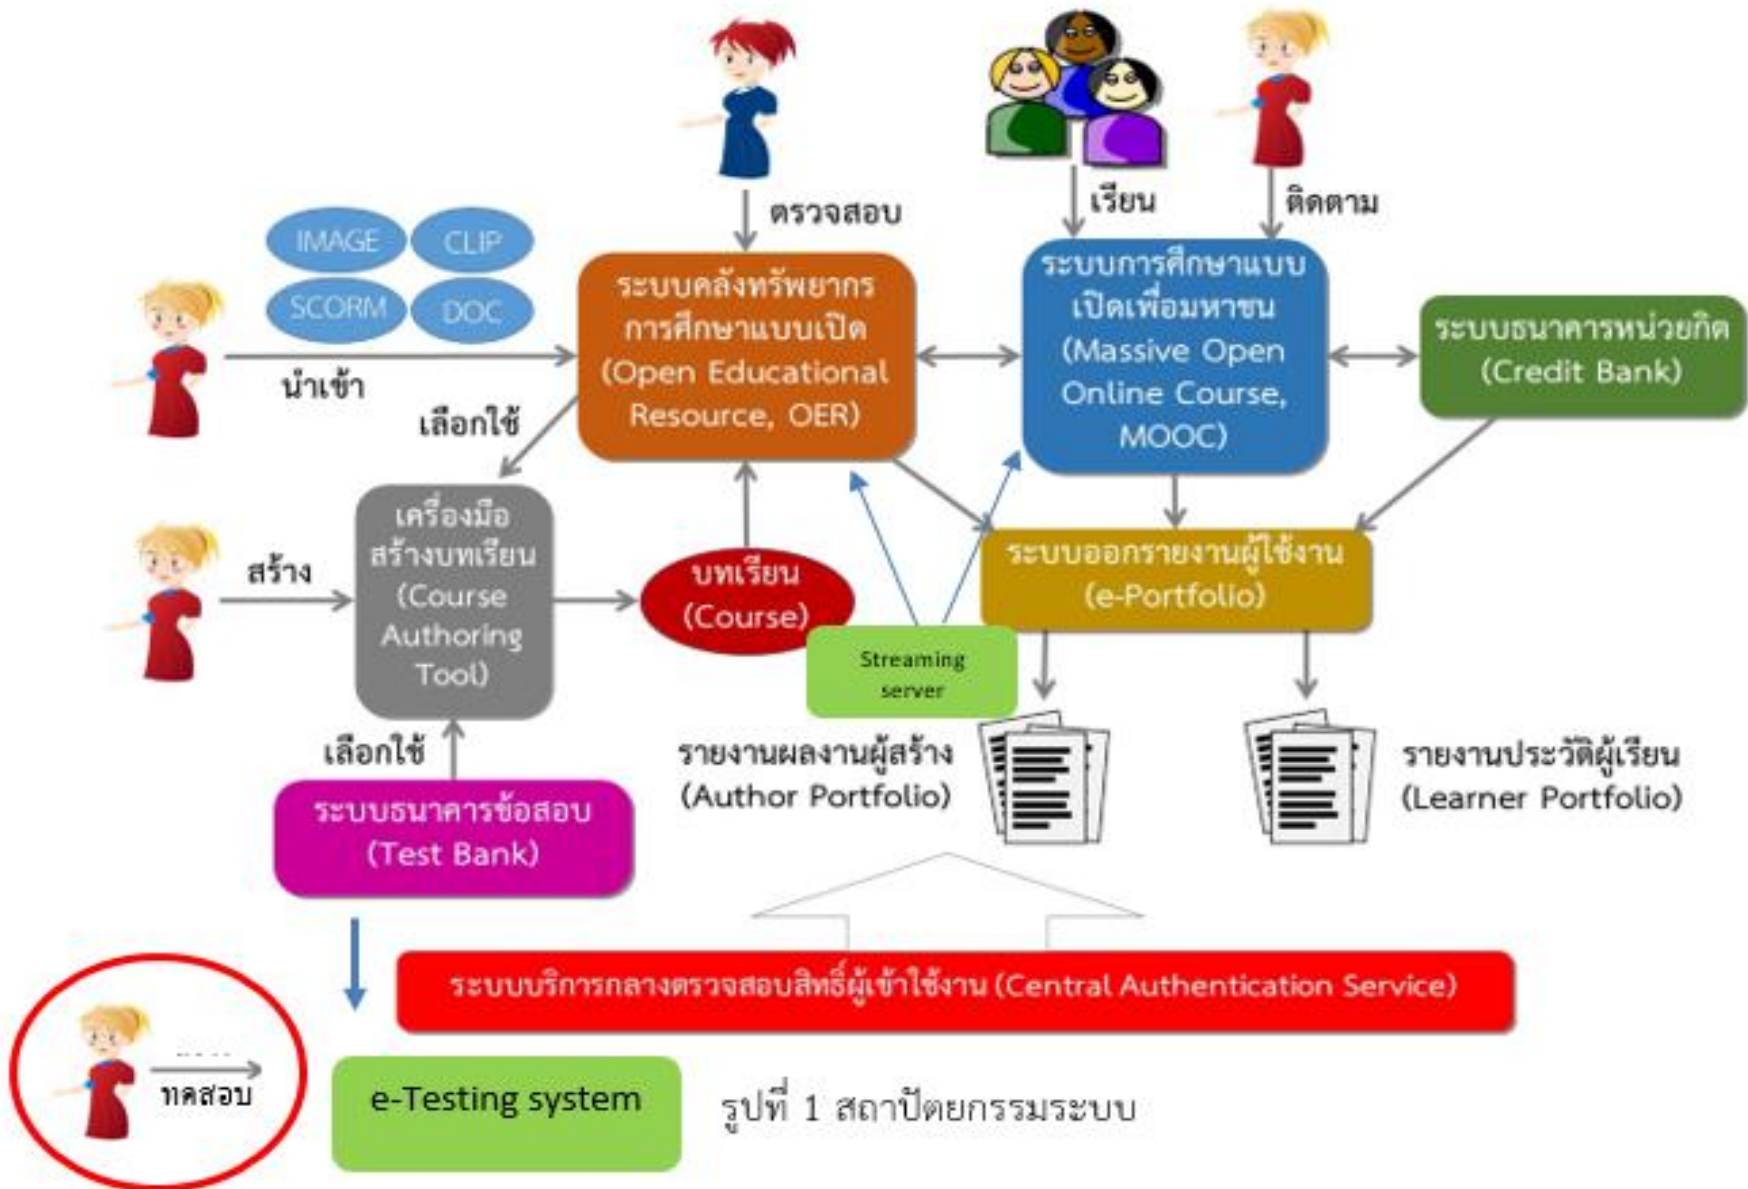 ตรวจสอบ
เรียน
ติดตาม
IMAGE
CLIP
SCORM
DOC
นำเข้า
ระบบคลังทรัพยากร
การศึกษาแบบเปิด
(Open Educational
Resource, OER)
ระบบการศึกษาแบบ
เปิดเพื่อมหาชน
(Massive Open
Online Course,
MOOC)
ระบบธนาคารหน่วยกิต
(Credit Bank)
เลือกใช้
สร้าง
เครื่องมือ
สร้างบทเรียน
(Course
Authoring
Tool)
บทเรียน
(Course)
ระบบออกรายงานผู้ใช้งาน
(e-Portfolio)
Streaming
server
เลือกใช้
ระบบธนาคารข้อสอบ
(Test Bank)
รายงานผลงานผู้สร้าง
(Author Portfolio)
รายงานประวัติผู้เรียน
(Learner Portfolio)
ระบบบริการกลางตรวจสอบสิทธิ์ผู้เข้าใช้งาน (Central Authentication Service)
ทดสอบ
e-Testing system
รูปที่ 1 สถาปัตยกรรมระบบ